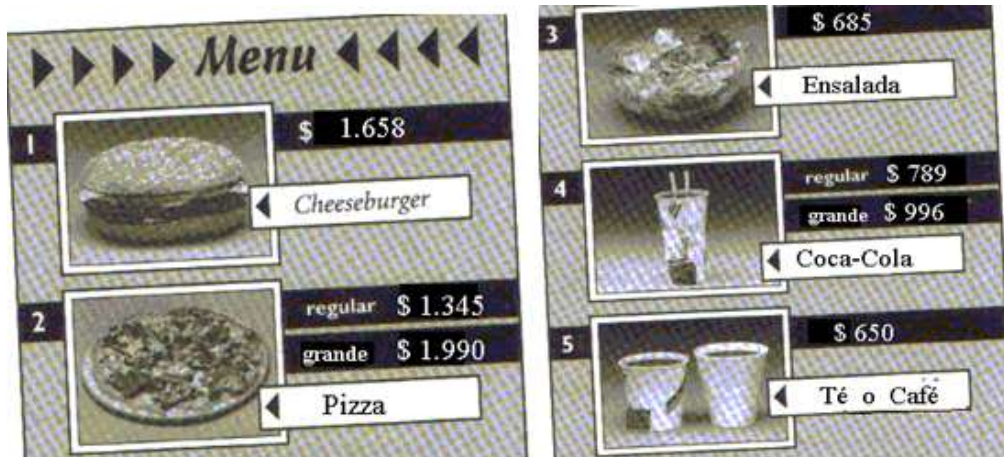 Menu
1
$ 1.658
Cheeseburger
2
regular $ 1.345
grande $ 1.990
Pizza
3
$ 685
Ensalada
4
regular $ 789
grande $ 996
Coca-Cola
5
$ 650
Té o Café